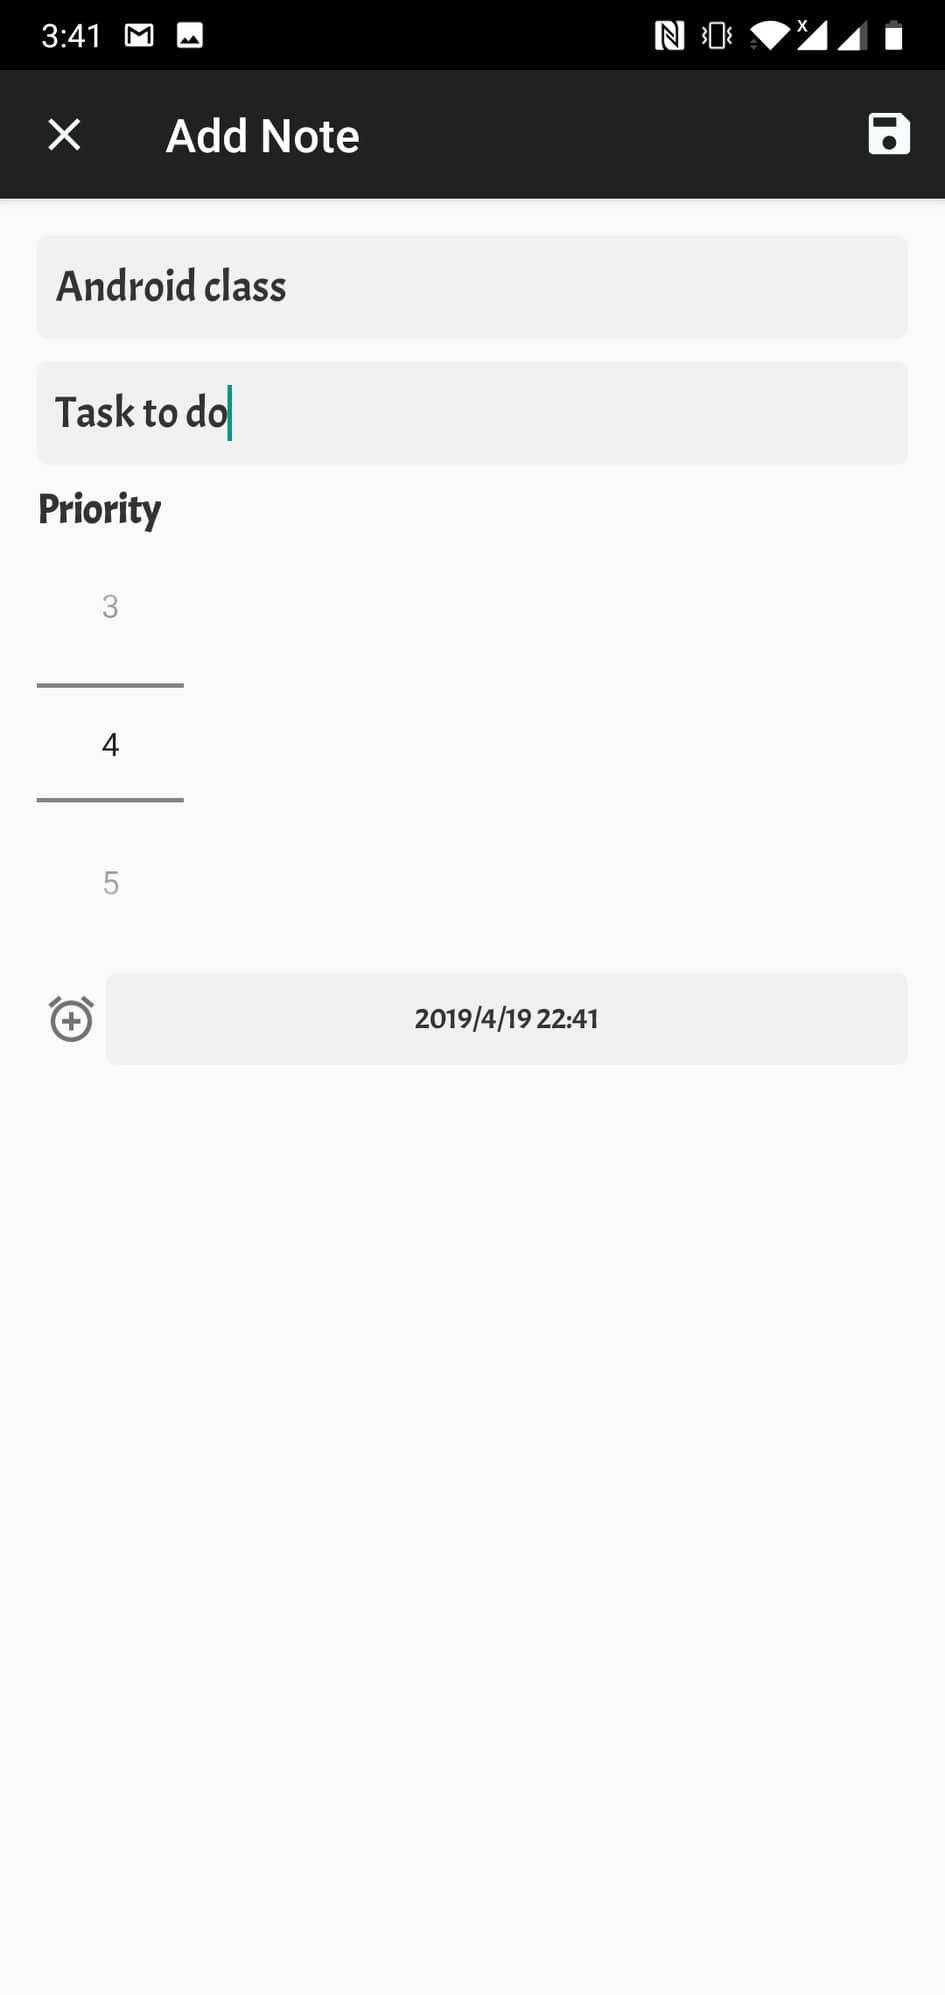 3:41
Add Note
Android class
Task to do
Priority
3
4
5
2019/4/19 22:41